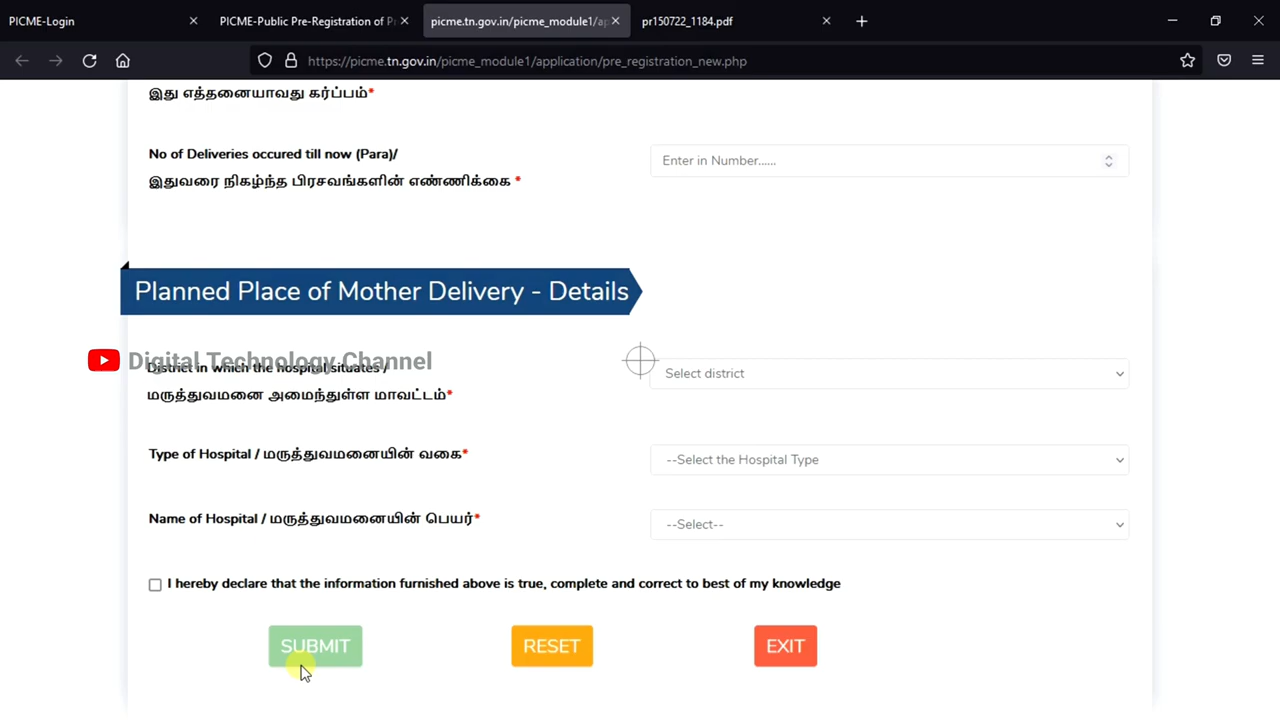 PICME-Login
PICME-Public Pre-Registration of Pr
picme.tn.gov.in/picme_module1/ap
pr150722_1184.pdf
https://picme.tn.gov.in/picme_module1/application/pre_registration_new.php
இது எத்தனையாவது கர்ப்பம்*
No of Deliveries occured till now (Para)/
இதுவரை நிகழ்ந்த பிரசவங்களின் எண்ணிக்கை *
Enter in Number......
Planned Place of Mother Delivery - Details
Digital Technology Channel
District in which the hospital situates /
மருத்துவமனை அமைந்துள்ள மாவட்டம்*
Select district
Type of Hospital / மருத்துவமனையின் வகை*
--Select the Hospital Type
Name of Hospital / மருத்துவமனையின் பெயர்*
--Select--
I hereby declare that the information furnished above is true, complete and correct to best of my knowledge
SUBMIT
RESET
EXIT